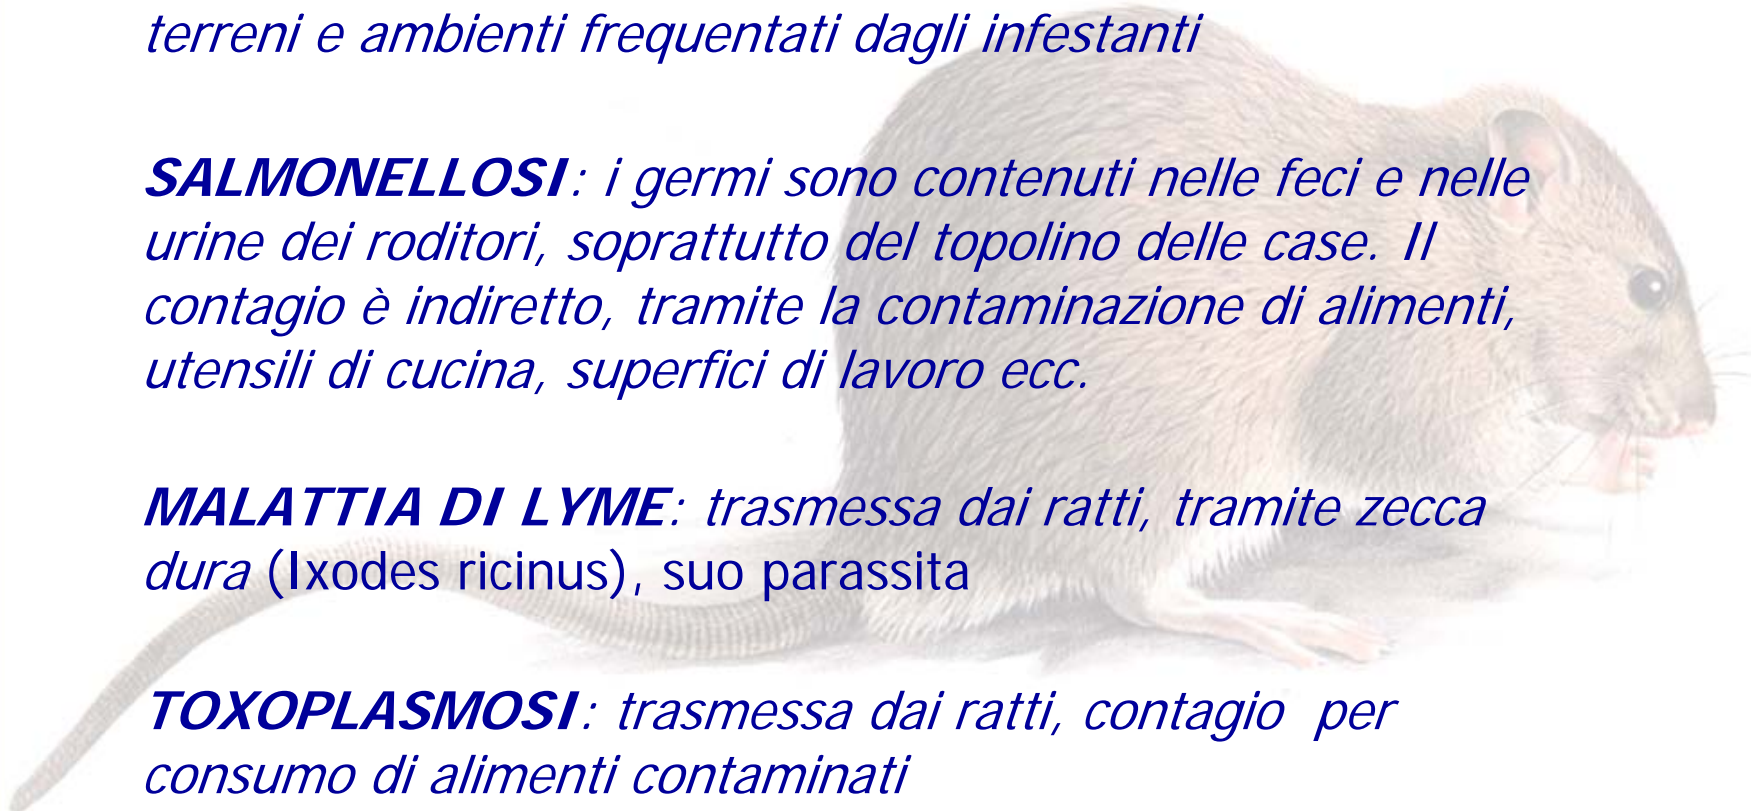 terreni e ambienti frequentati dagli infestanti
SALMONELLOSI: i germi sono contenuti nelle feci e nelle
urine dei roditori, soprattutto del topolino delle case. Il
contagio è indiretto, tramite la contaminazione di alimenti,
utensili di cucina, superfici di lavoro ecc.
MALATTIA DI LYME: trasmessa dai ratti, tramite zecca
dura (Ixodes ricinus), suo parassita
TOXOPLASMOSI: trasmessa dai ratti, contagio  per
consumo di alimenti contaminati